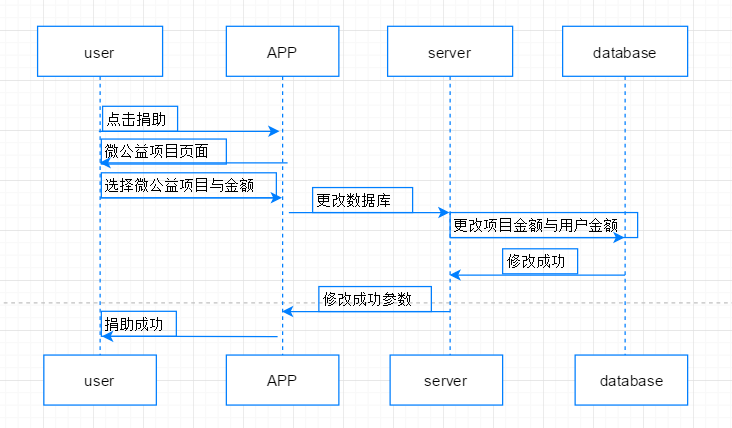 user
APP
server
database
点击捐助
微公益项目页面
选择微公益项目与金额
更改数据库
更改项目金额与用户金额
修改成功
修改成功参数
捐助成功
user
APP
server
database